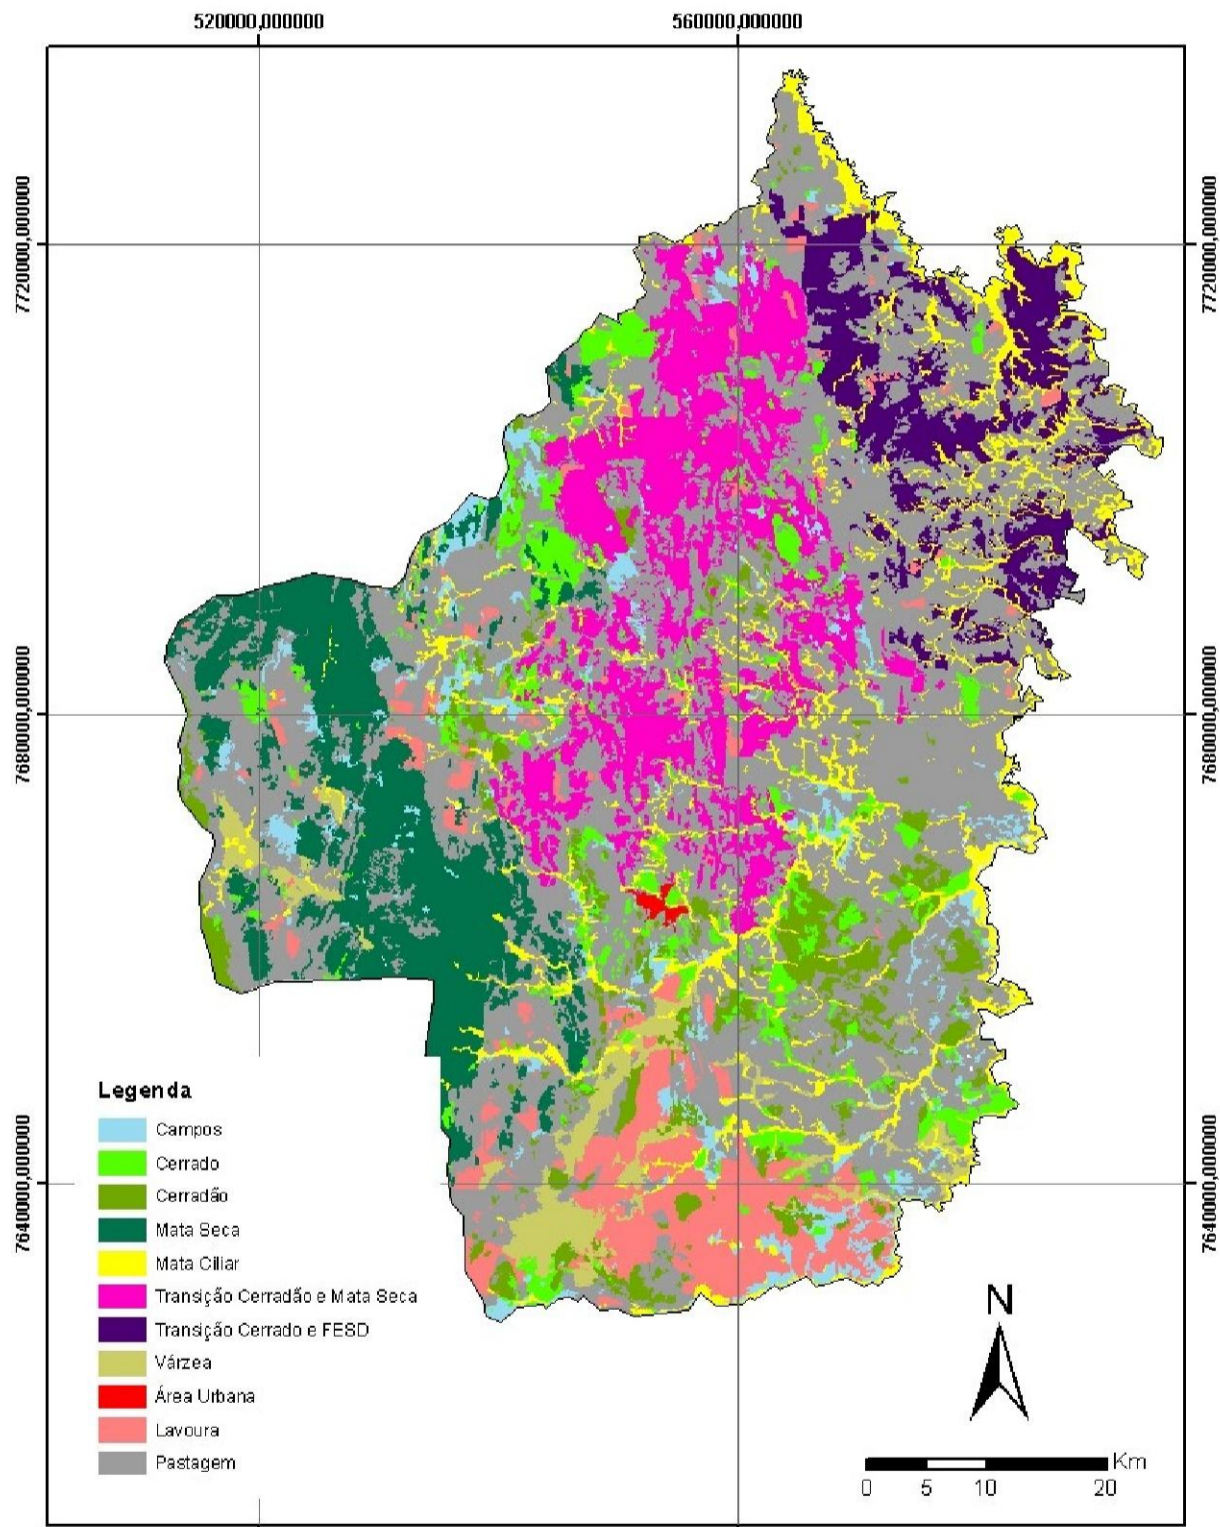 520000,000000 560000,000000
7720000,000000 7720000,000000
7680000,000000 7680000,000000
7640000,000000 7640000,000000
Legenda
Campos
Cerrado
Cerradão
Mata Seca
Mata Ciliar
Transição Cerradão e Mata Seca
Transição Cerrado e FESD
Várzea
Área Urbana
Lavoura
Pastagem
N
Km
0 5 10 20